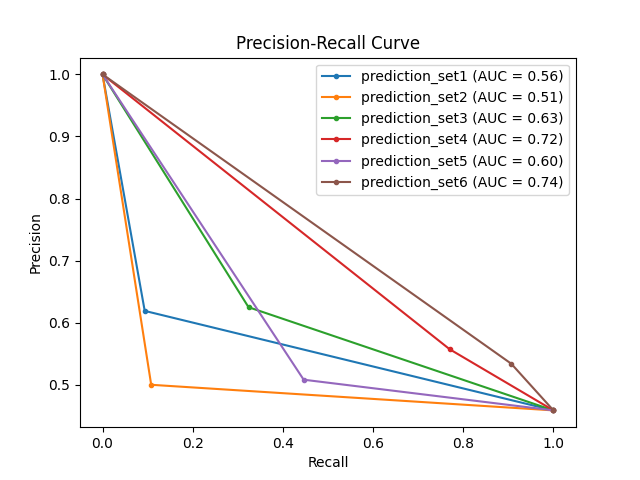 Precision-Recall Curve
prediction_set1 (AUC = 0.56)
prediction_set2 (AUC = 0.51)
prediction_set3 (AUC = 0.63)
prediction_set4 (AUC = 0.72)
prediction_set5 (AUC = 0.60)
prediction_set6 (AUC = 0.74)
1.0
0.9
0.8
0.7
0.6
0.5
Precision
0.0 0.2 0.4 0.6 0.8 1.0
Recall